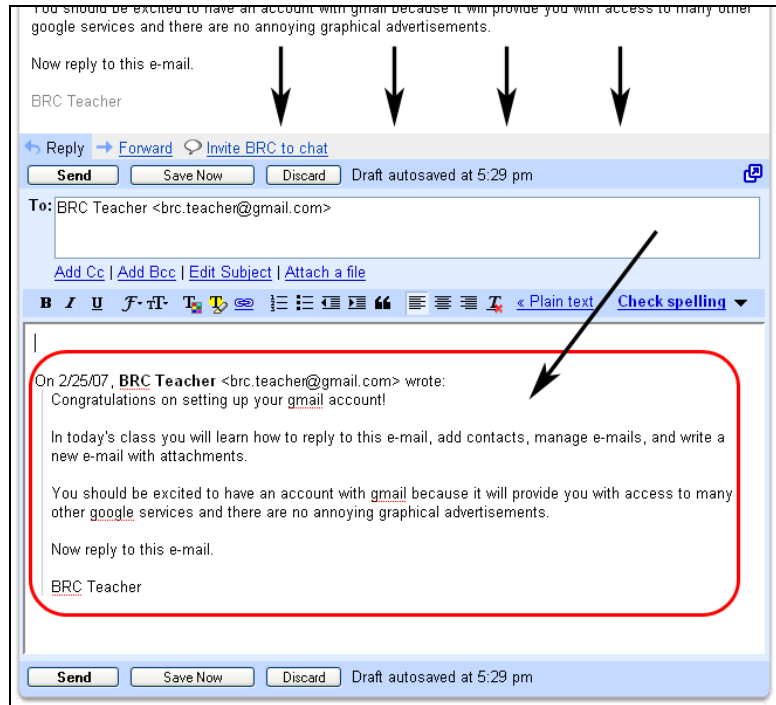 You should be excited to have an account with gmail because it will provide you with access to many other
google services and there are no annoying graphical advertisements.
Now reply to this e-mail.
BRC Teacher
Reply Forward Invite BRC to chat
Send Save Now Discard Draft autosaved at 5:29 pm
To: BRC Teacher <brc.teacher@gmail.com>
Add Cc | Add Bcc | Edit Subject | Attach a file
B I U F TT T T « Plain text Check spelling
On 2/25/07, BRC Teacher <brc.teacher@gmail.com> wrote:
Congratulations on setting up your gmail account!
In today's class you will learn how to reply to this e-mail, add contacts, manage e-mails, and write a
new e-mail with attachments.
You should be excited to have an account with gmail because it will provide you with access to many
other google services and there are no annoying graphical advertisements.
Now reply to this e-mail.
BRC Teacher
Send Save Now Discard Draft autosaved at 5:29 pm